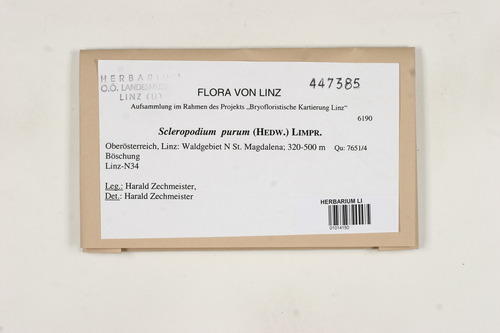 HERBARIUM
O.Ö. LANDESMUS
LINZ (U)
FLORA VON LINZ
447385
Aufsammlung im Rahmen des Projekts „Bryofloristische Kartierung Linz“
6190
Scleropodium purum (HEDW.) LIMPR.
Oberösterreich, Linz: Waldgebiet N St. Magdalena; 320-500 m Qu: 7651/4
Böschung
Linz-N34
Leg.: Harald Zechmeister,
Det.: Harald Zechmeister
HERBARIUM LI
01014150